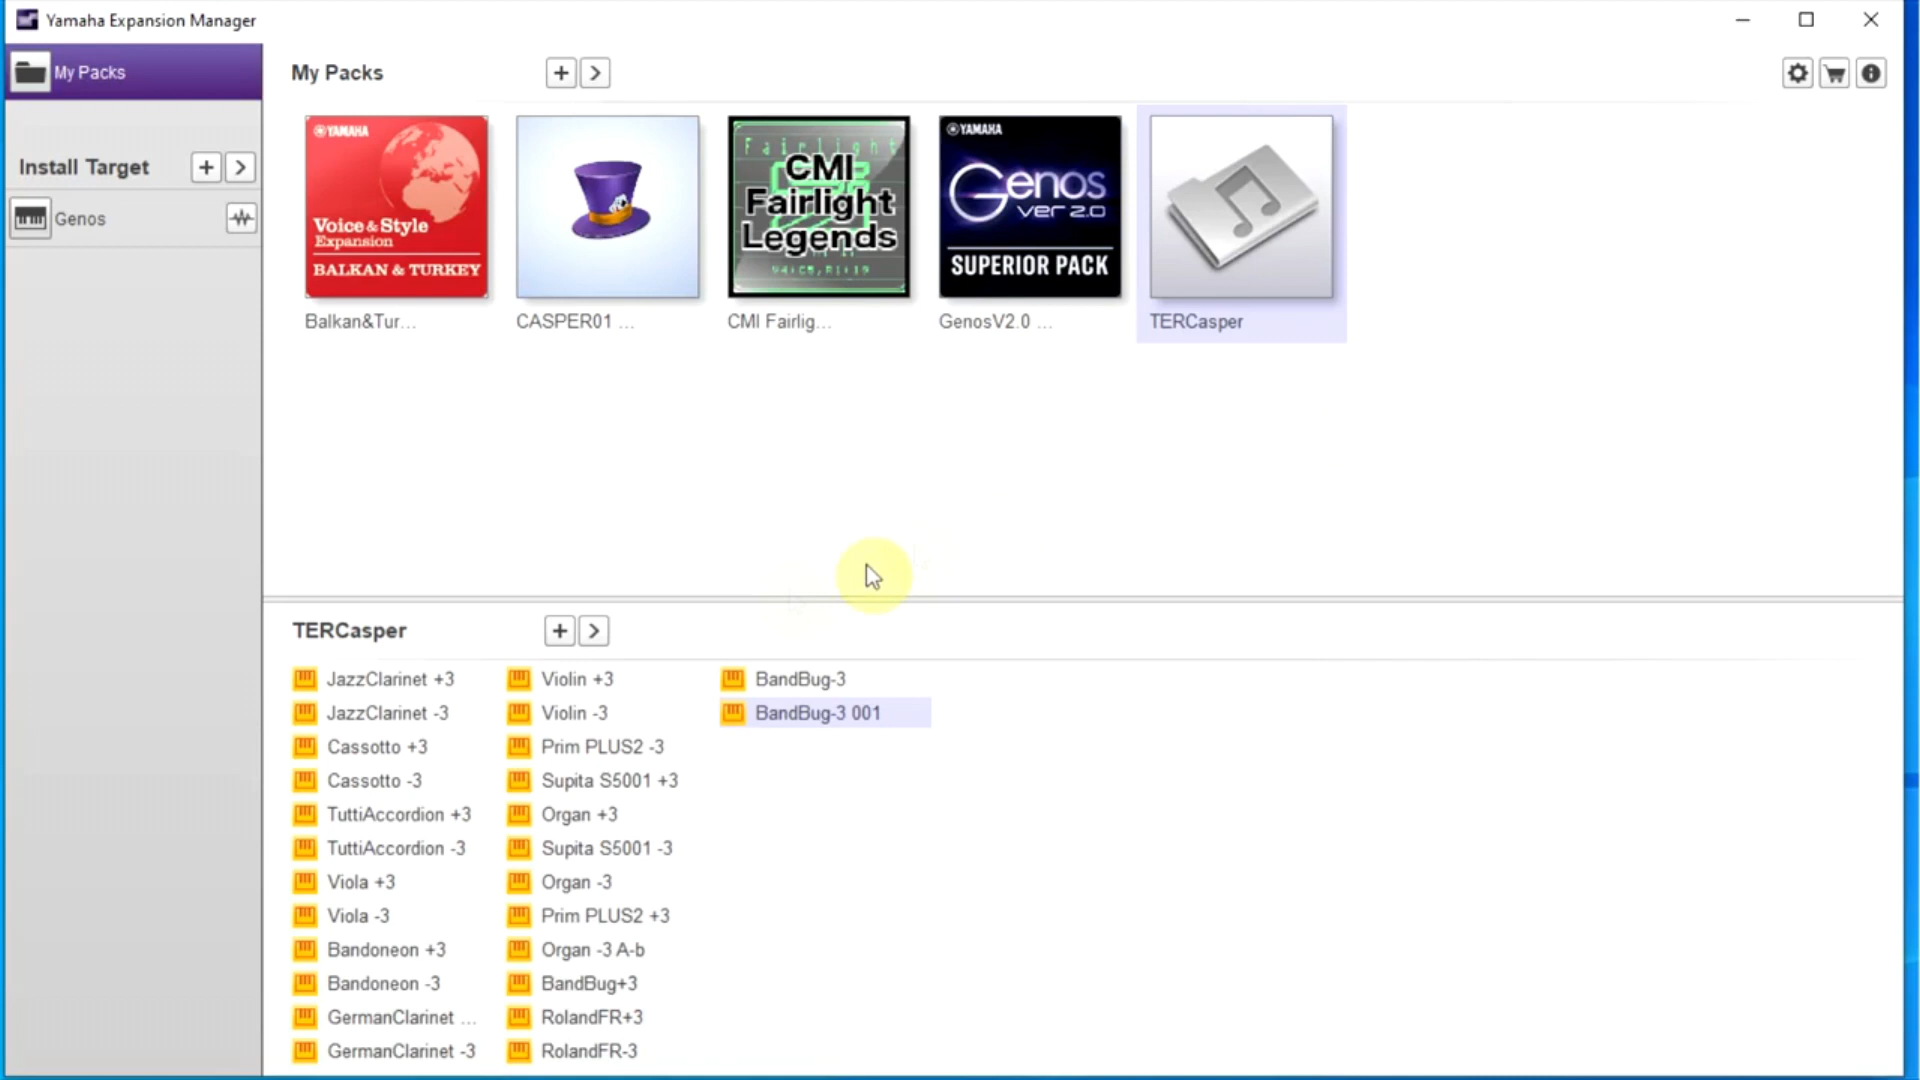 Yamaha Expansion Manager
My Packs
My Packs
Install Target
Genos
YAMAHA
Voice & Style
Expansion
BALKAN & TURKEY
Fairlight
CMI
Fairlight
Legends
YAMAHA
Genos
ver 2.0
SUPERIOR PACK
Balkan&Tur...
CASPER01 ...
CMI Fairlig...
GenosV2.0 ...
TERCasper
TERCasper
JazzClarinet +3
JazzClarinet -3
Cassotto +3
Cassotto -3
TuttiAccordion +3
TuttiAccordion -3
Viola +3
Viola -3
Bandoneon +3
Bandoneon -3
GermanClarinet ...
GermanClarinet -3
Violin +3
Violin -3
Prim PLUS2 -3
Supita S5001 +3
Organ +3
Supita S5001 -3
Organ -3
Prim PLUS2 +3
Organ -3 A-b
BandBug+3
RolandFR+3
RolandFR-3
BandBug-3
BandBug-3 001